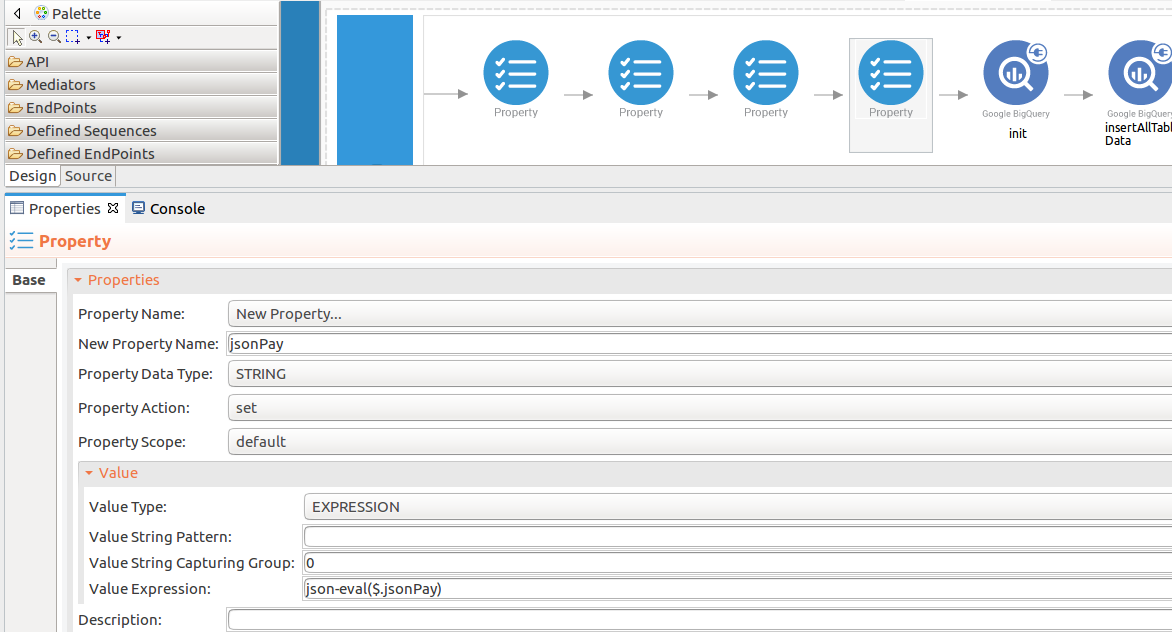 Palette
API
Mediators
EndPoints
Defined Sequences
Defined EndPoints
Property
Property
Property
Property
Google BigQuery
init
Google BigQuery
insertAllTabl
Data
Design
Source
Properties
Console
Property
Base
Properties
Property Name: New Property...
New Property Name: jsonPay
Property Data Type: STRING
Property Action: set
Property Scope: default
Value
Value Type: EXPRESSION
Value String Pattern:
Value String Capturing Group: 0
Value Expression: json-eval($.jsonPay)
Description: